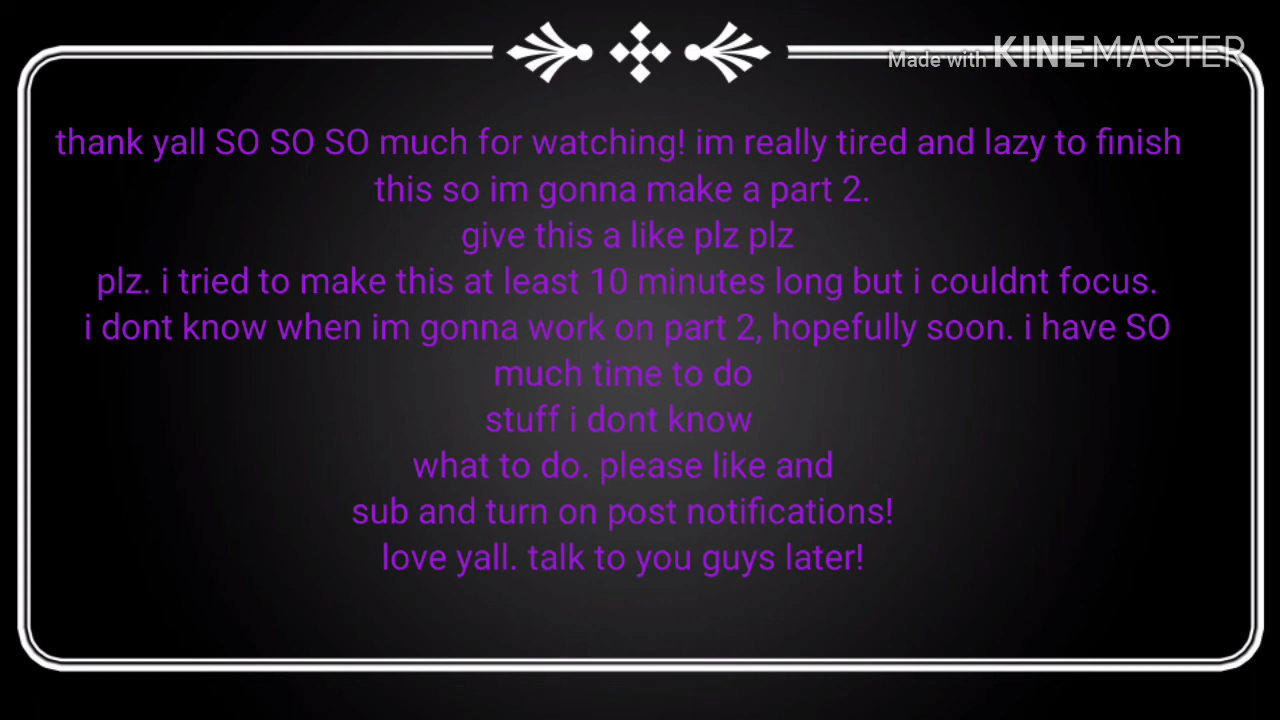 Made with KINEMASTER
thank yall SO SO SO much for watching! im really tired and lazy to finish
this so im gonna make a part 2.
give this a like plz plz
plz. i tried to make this at least 10 minutes long but i couldnt focus.
i dont know when im gonna work on part 2, hopefully soon. i have SO
much time to do
stuff i dont know
what to do. please like and
sub and turn on post notifications!
love yall. talk to you guys later!